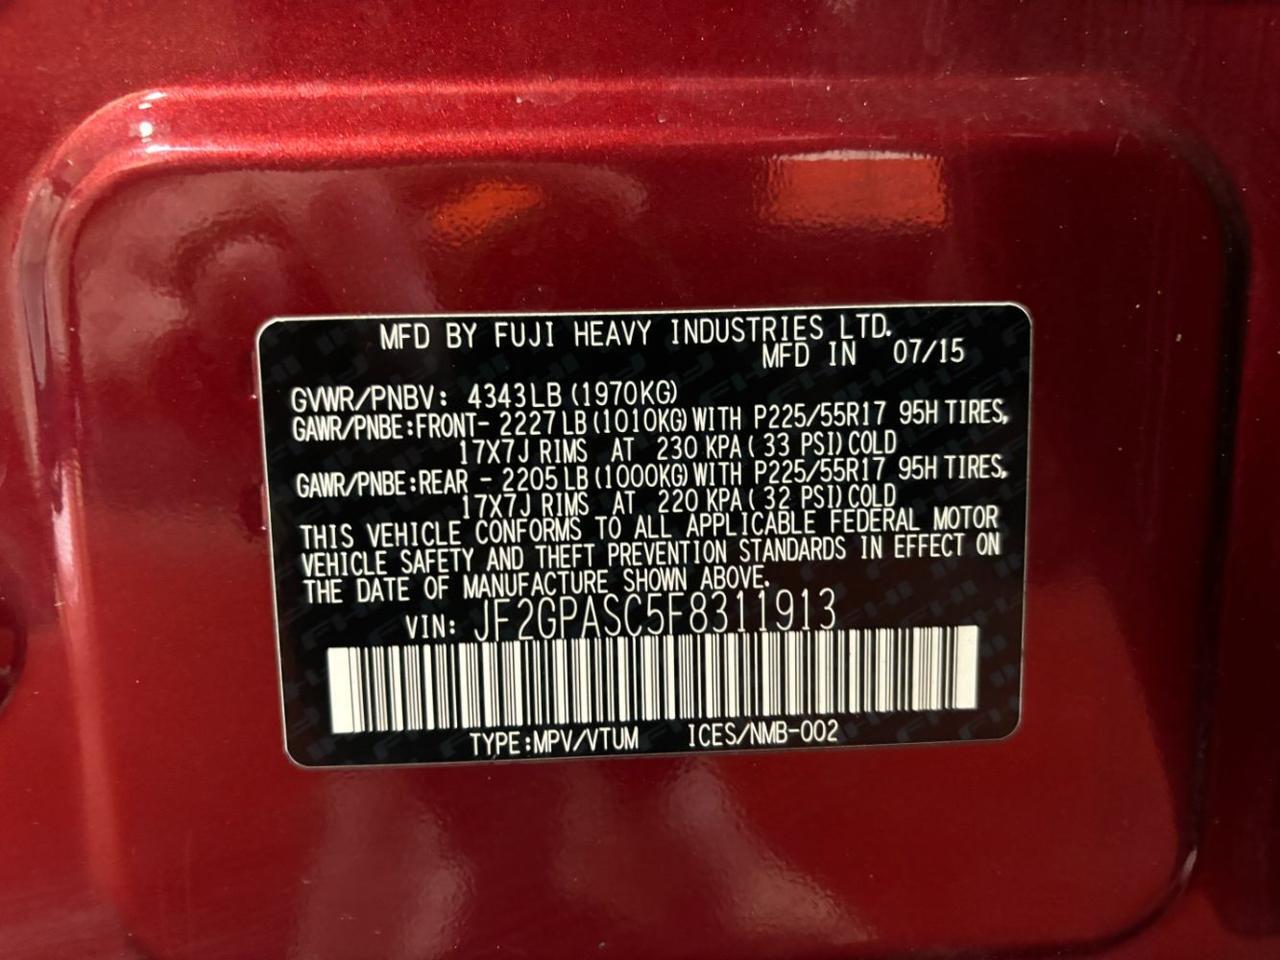 MFD BY FUJI HEAVY INDUSTRIES LTD.
MFD IN 07/15
GVWR/PNBV: 4343LB (1970KG)
GAWR/PNBE:FRONT- 2227LB (1010KG) WITH P225/55R17 95H TIRES,
17X7J RIMS AT 230 KPA ( 33 PSI) COLD
GAWR/PNBE:REAR - 2205LB (1000KG) WITH P225/55R17 95H TIRES,
17X7J RIMS AT 220 KPA ( 32 PSI) COLD
THIS VEHICLE CONFORMS TO ALL APPLICABLE FEDERAL MOTOR
VEHICLE SAFETY AND THEFT PREVENTION STANDARDS IN EFFECT ON
THE DATE OF MANUFACTURE SHOWN ABOVE.
VIN: JF2GPASC5F8311913
TYPE:MPV/VTUM ICES/NMB-002